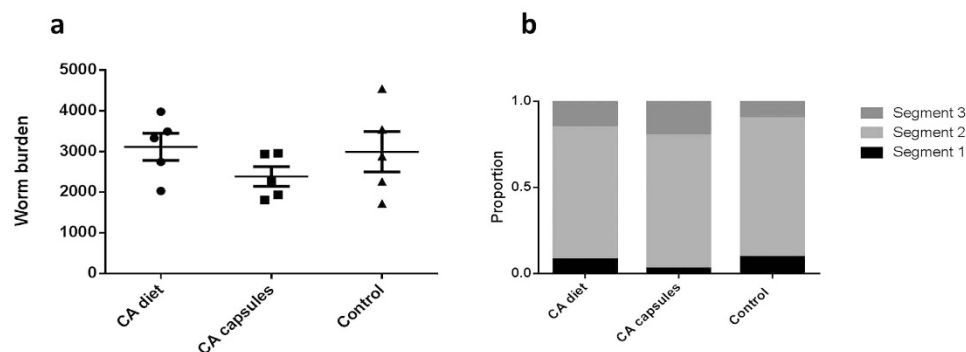 a
5000
4000
3000
2000
1000
0
Worm burden
CA diet
CA capsules
Control
b
1.0
0.5
0.0
Proportion
CA diet
CA capsules
Control
Segment 3
Segment 2
Segment 1